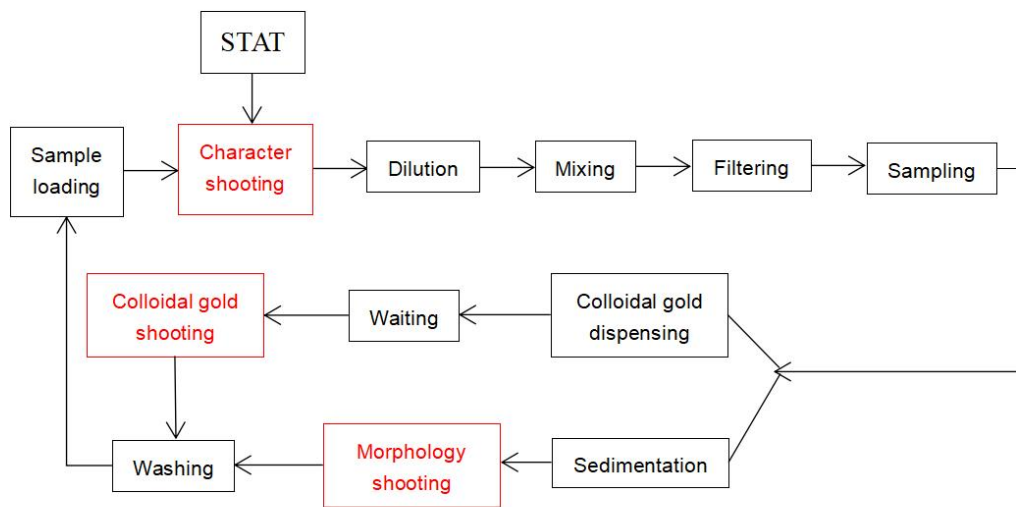 STAT
Sample
loading
Character
shooting
Dilution
Mixing
Filtering
Sampling
Colloidal gold
shooting
Waiting
Colloidal gold
dispensing
Washing
Morphology
shooting
Sedimentation